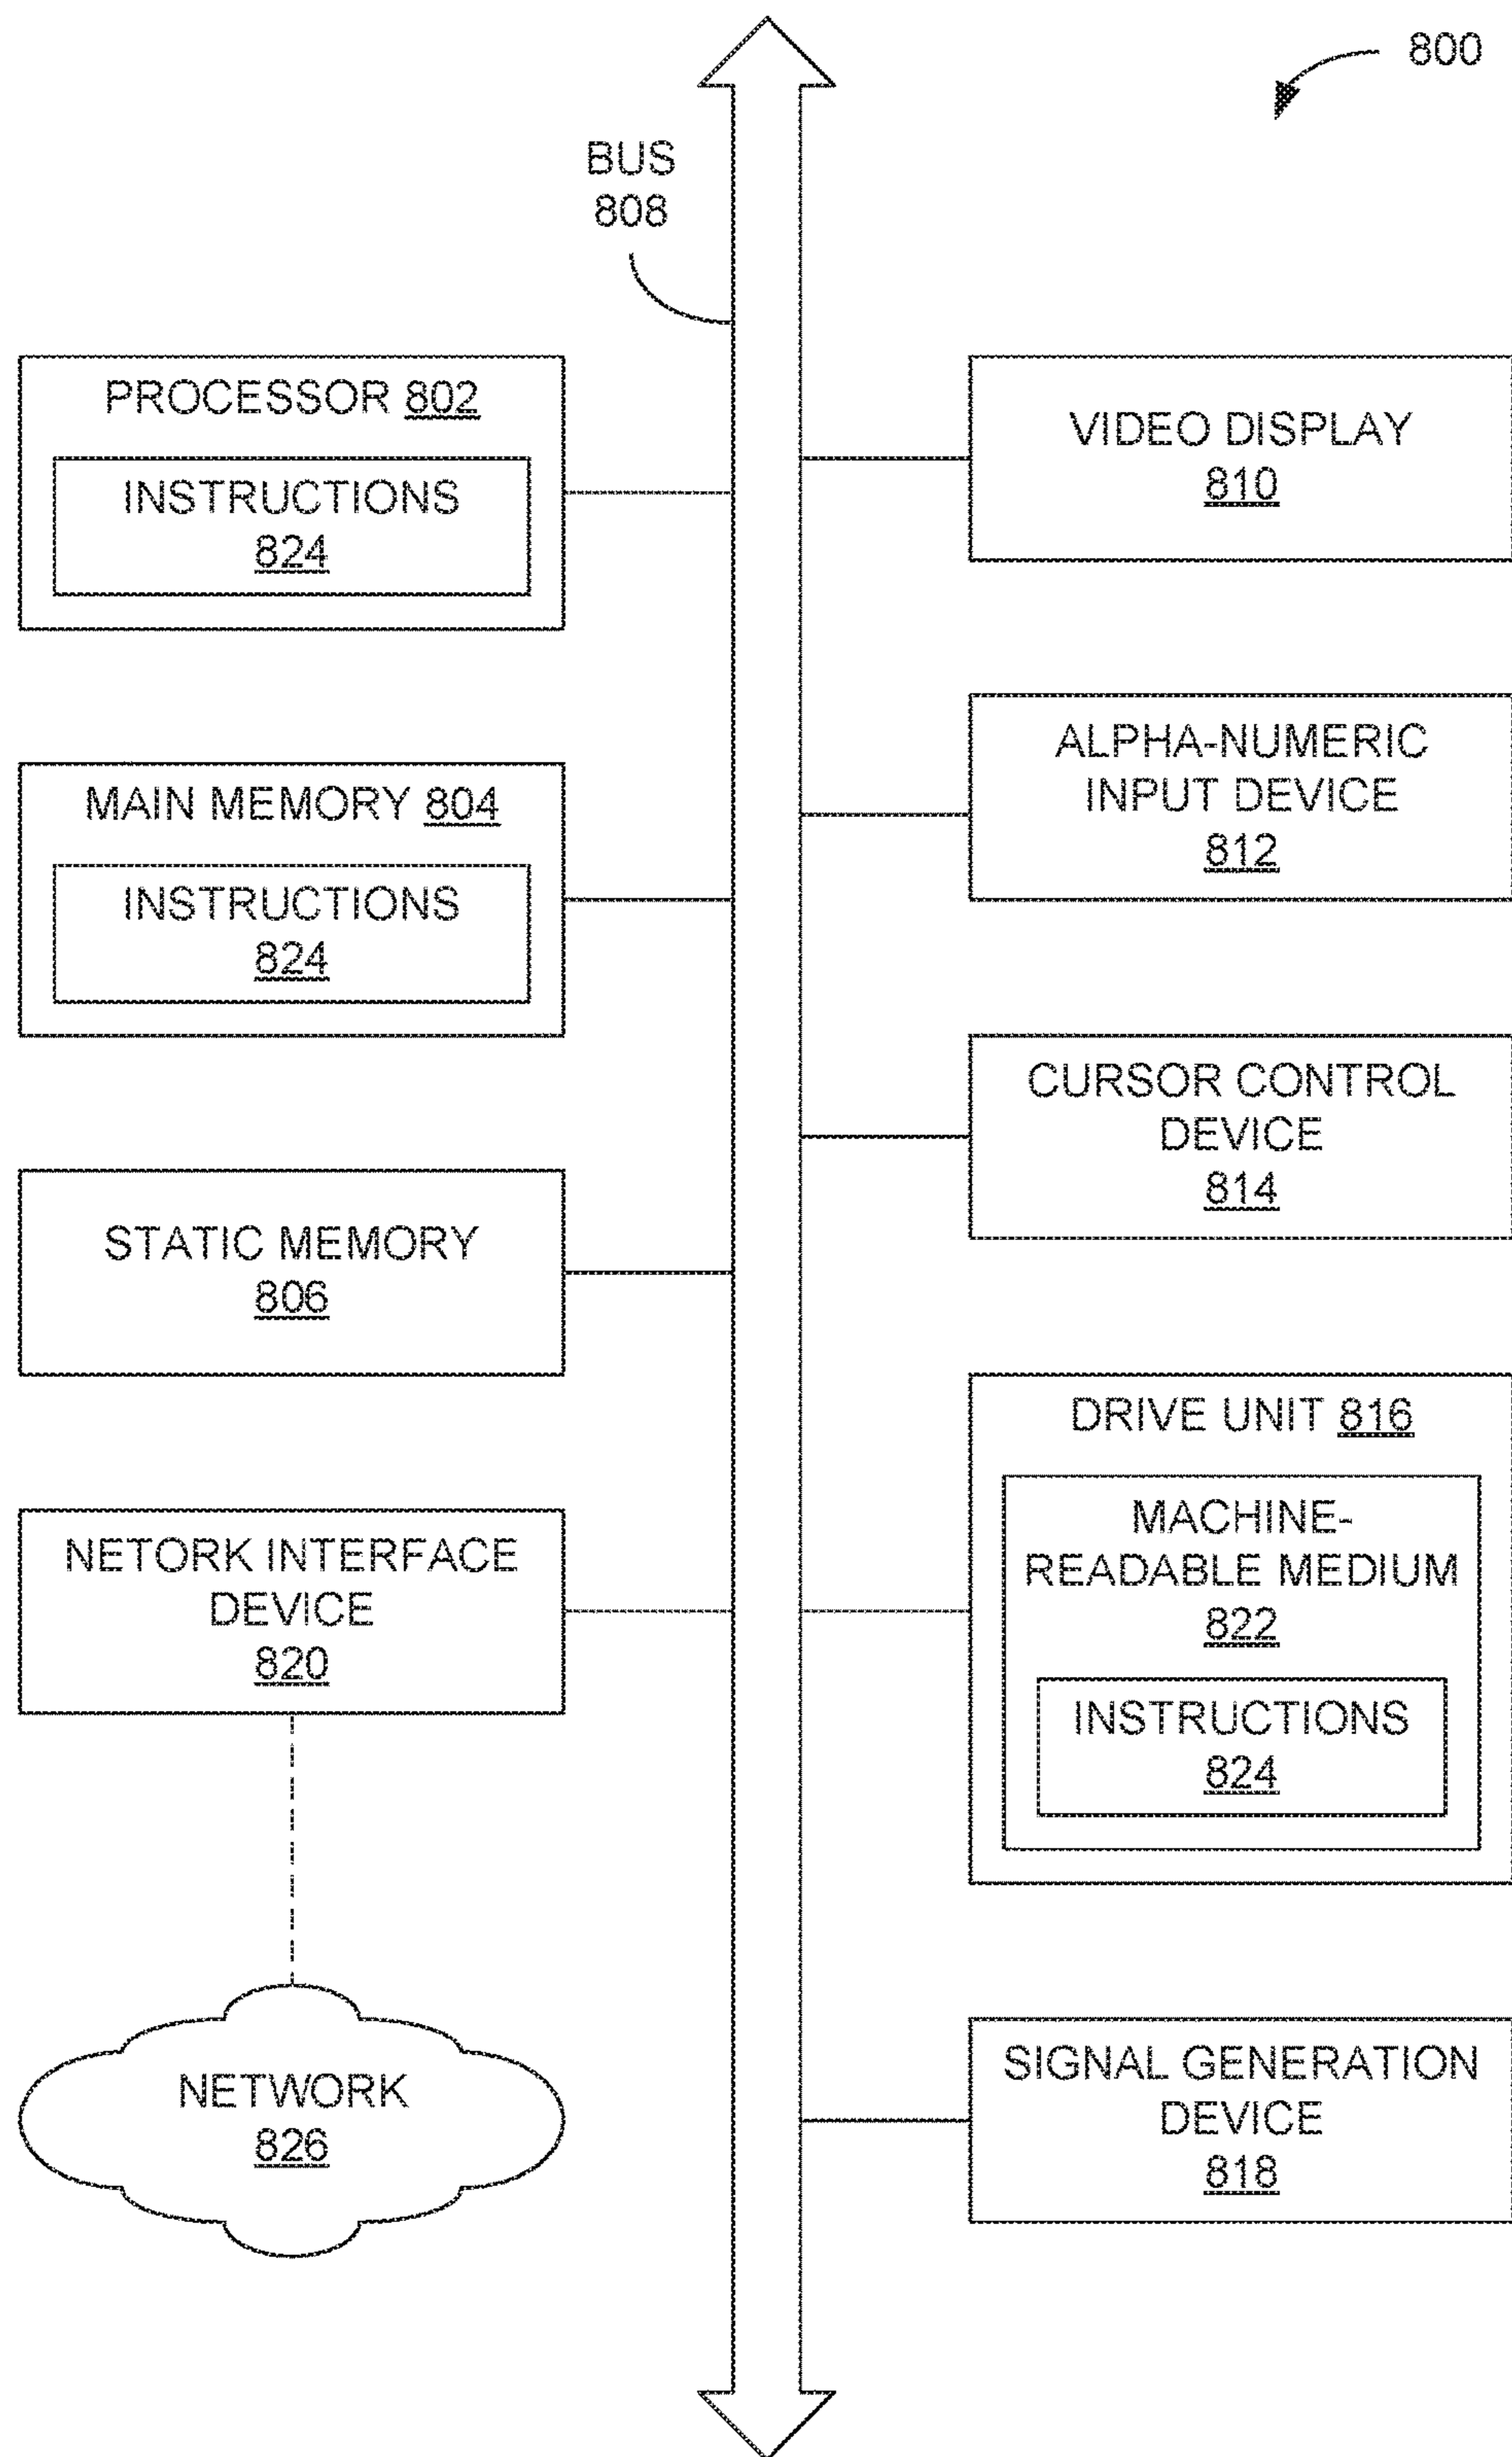 800
BUS
808
PROCESSOR 802
INSTRUCTIONS
824
MAIN MEMORY 804
INSTRUCTIONS
824
STATIC MEMORY
806
NETORK INTERFACE
DEVICE
820
NETWORK
826
VIDEO DISPLAY
810
ALPHA-NUMERIC
INPUT DEVICE
812
CURSOR CONTROL
DEVICE
814
DRIVE UNIT 816
MACHINE-
READABLE MEDIUM
822
INSTRUCTIONS
824
SIGNAL GENERATION
DEVICE
818